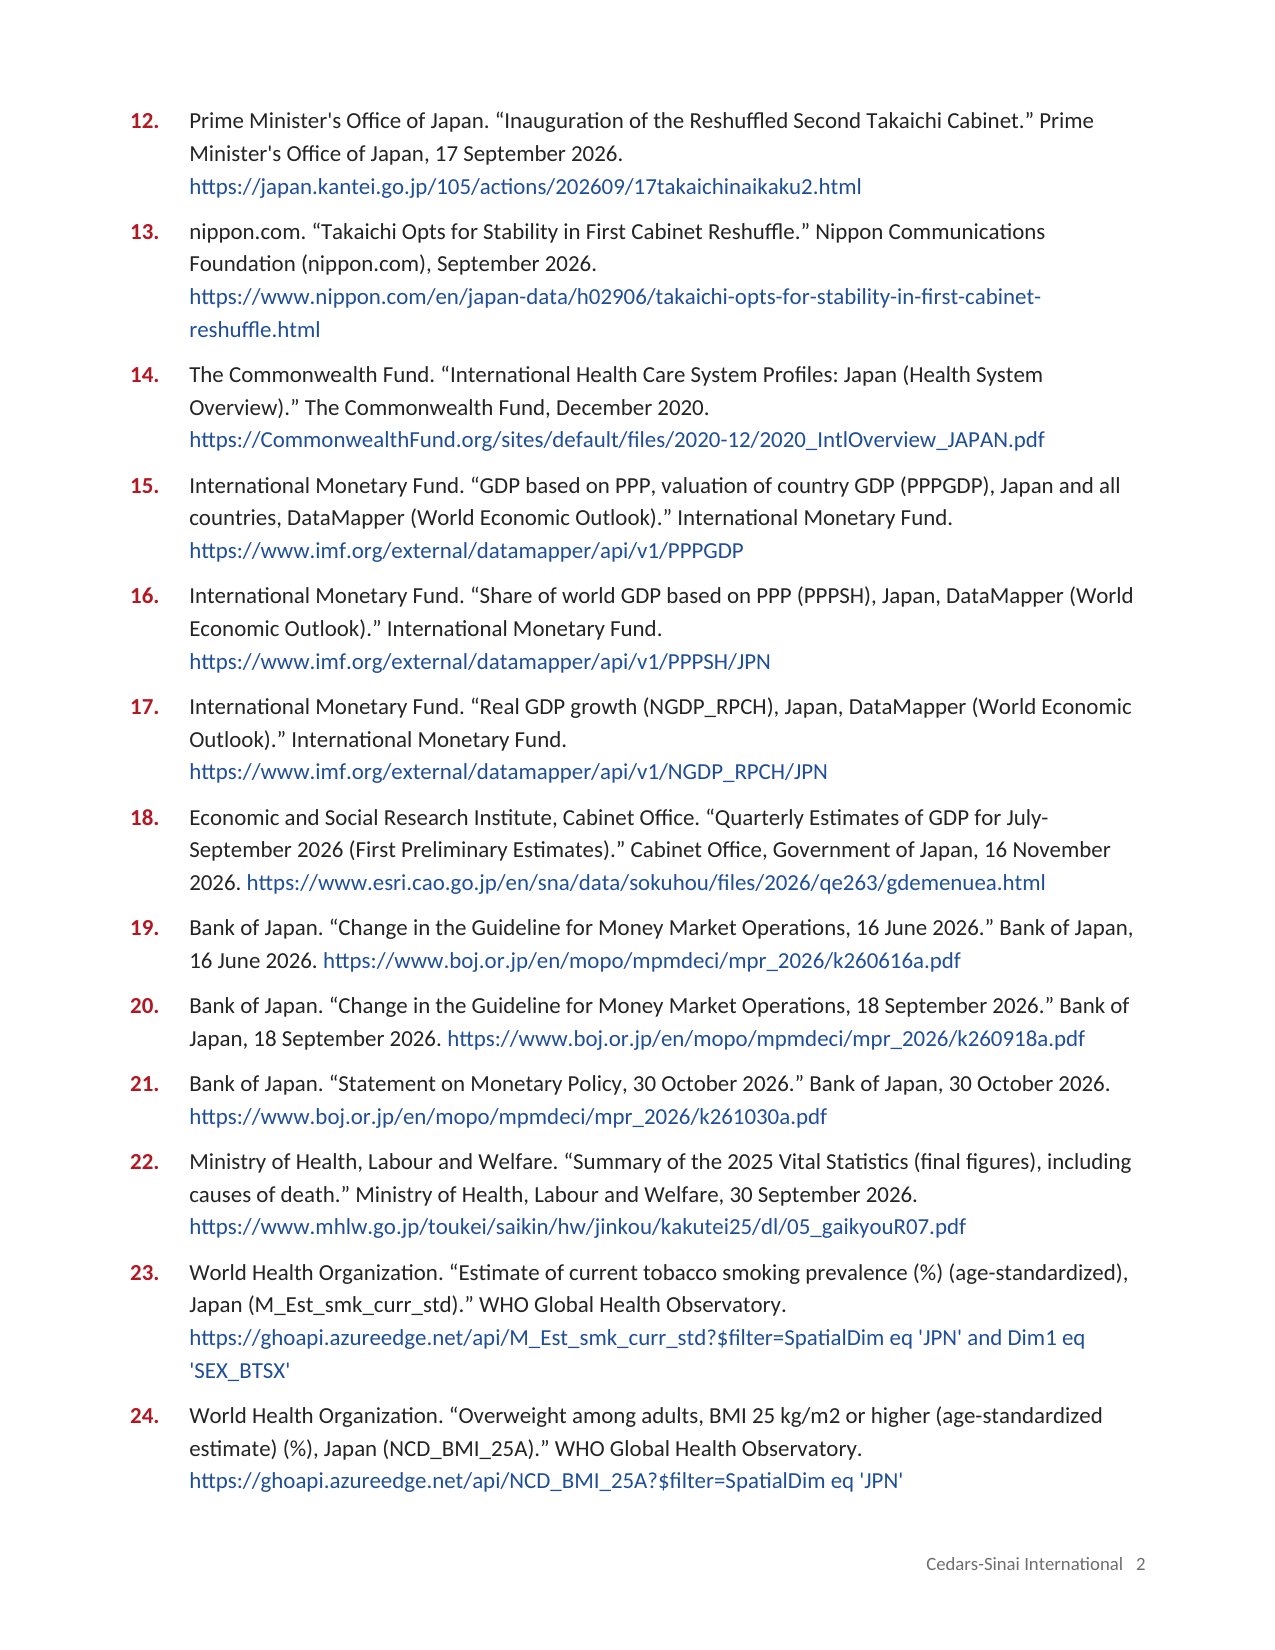 12. Prime Minister's Office of Japan. “Inauguration of the Reshuffled Second Takaichi Cabinet.” Prime
Minister's Office of Japan, 17 September 2026.
https://japan.kantei.go.jp/105/actions/202609/17takaichinaikaku2.html
13. nippon.com. “Takaichi Opts for Stability in First Cabinet Reshuffle.” Nippon Communications
Foundation (nippon.com), September 2026.
https://www.nippon.com/en/japan-data/h02906/takaichi-opts-for-stability-in-first-cabinet-
reshuffle.html
14. The Commonwealth Fund. “International Health Care System Profiles: Japan (Health System
Overview).” The Commonwealth Fund, December 2020.
https://CommonwealthFund.org/sites/default/files/2020-12/2020_IntlOverview_JAPAN.pdf
15. International Monetary Fund. “GDP based on PPP, valuation of country GDP (PPPGDP), Japan and all
countries, DataMapper (World Economic Outlook).” International Monetary Fund.
https://www.imf.org/external/datamapper/api/v1/PPPGDP
16. International Monetary Fund. “Share of world GDP based on PPP (PPPSH), Japan, DataMapper (World
Economic Outlook).” International Monetary Fund.
https://www.imf.org/external/datamapper/api/v1/PPPSH/JPN
17. International Monetary Fund. “Real GDP growth (NGDP_RPCH), Japan, DataMapper (World Economic
Outlook).” International Monetary Fund.
https://www.imf.org/external/datamapper/api/v1/NGDP_RPCH/JPN
18. Economic and Social Research Institute, Cabinet Office. “Quarterly Estimates of GDP for July-
September 2026 (First Preliminary Estimates).” Cabinet Office, Government of Japan, 16 November
2026. https://www.esri.cao.go.jp/en/sna/data/sokuhou/files/2026/qe263/gdemenuea.html
19. Bank of Japan. “Change in the Guideline for Money Market Operations, 16 June 2026.” Bank of Japan,
16 June 2026. https://www.boj.or.jp/en/mopo/mpmdeci/mpr_2026/k260616a.pdf
20. Bank of Japan. “Change in the Guideline for Money Market Operations, 18 September 2026.” Bank of
Japan, 18 September 2026. https://www.boj.or.jp/en/mopo/mpmdeci/mpr_2026/k260918a.pdf
21. Bank of Japan. “Statement on Monetary Policy, 30 October 2026.” Bank of Japan, 30 October 2026.
https://www.boj.or.jp/en/mopo/mpmdeci/mpr_2026/k261030a.pdf
22. Ministry of Health, Labour and Welfare. “Summary of the 2025 Vital Statistics (final figures), including
causes of death.” Ministry of Health, Labour and Welfare, 30 September 2026.
https://www.mhlw.go.jp/toukei/saikin/hw/jinkou/kakutei25/dl/05_gaikyouR07.pdf
23. World Health Organization. “Estimate of current tobacco smoking prevalence (%) (age-standardized),
Japan (M_Est_smk_curr_std).” WHO Global Health Observatory.
https://ghoapi.azureedge.net/api/M_Est_smk_curr_std?$filter=SpatialDim eq 'JPN' and Dim1 eq
'SEX_BTSX'
24. World Health Organization. “Overweight among adults, BMI 25 kg/m2 or higher (age-standardized
estimate) (%), Japan (NCD_BMI_25A).” WHO Global Health Observatory.
https://ghoapi.azureedge.net/api/NCD_BMI_25A?$filter=SpatialDim eq 'JPN'
Cedars-Sinai International 2